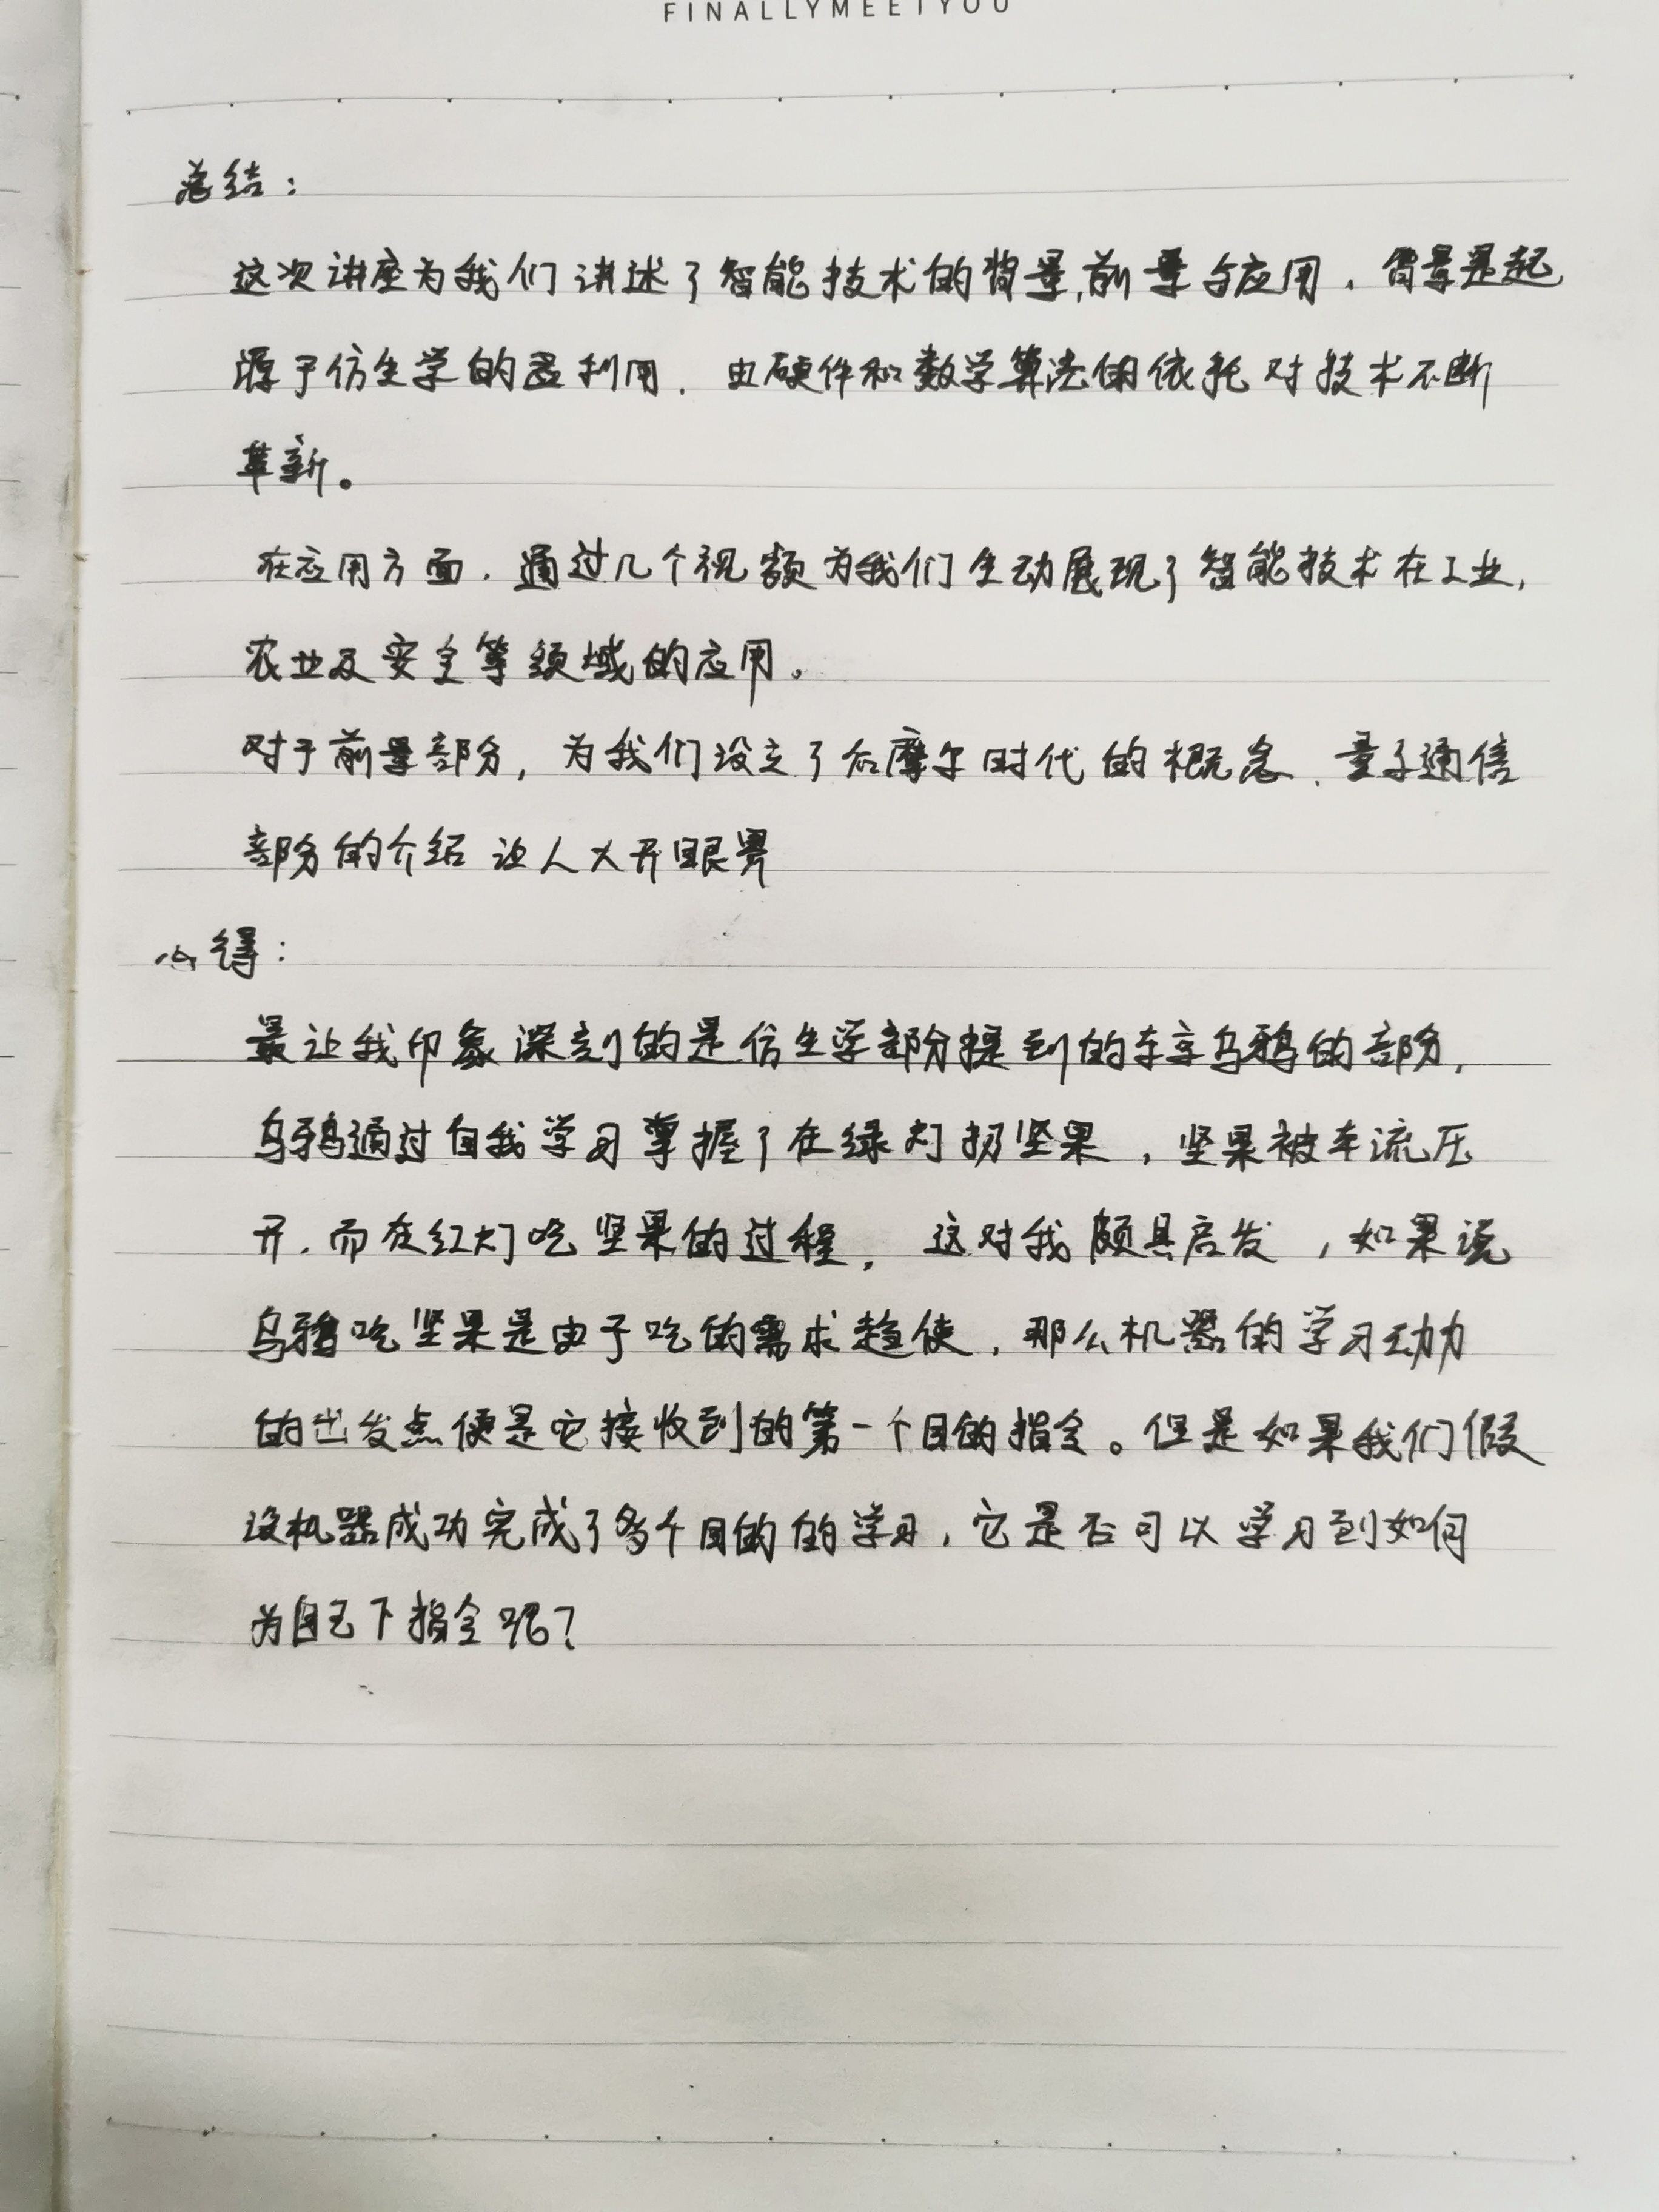 FINALLYMEETYOU
总结：
这次讲座为我们讲述了智能技术的背景,前景与应用，背景是起
源于仿生学的利用，由硬件和数学算法的依托对技术不断
革新。
在应用方面，通过几个视频为我们生动展现了智能技术在工业，
农业及安全等领域的应用。
对于前景部分，为我们设立了后摩尔时代的概念、量子通信
部分的介绍让人大开眼界
心得：
最让我印象深刻的是仿生学部分提到的东京乌鸦的部分，
乌鸦通过自我学习掌握了在绿灯扔坚果，坚果被车流压
开，而在红灯吃坚果的过程，这对我颇具启发，如果说
乌鸦吃坚果是由于吃的需求趋使，那么机器的学习动力
的出发点便是它接收到的第一个目的指令。但是如果我们假
设机器成功完成了多个目的的学习，它是否可以学习到如何
为自己下指令呢？